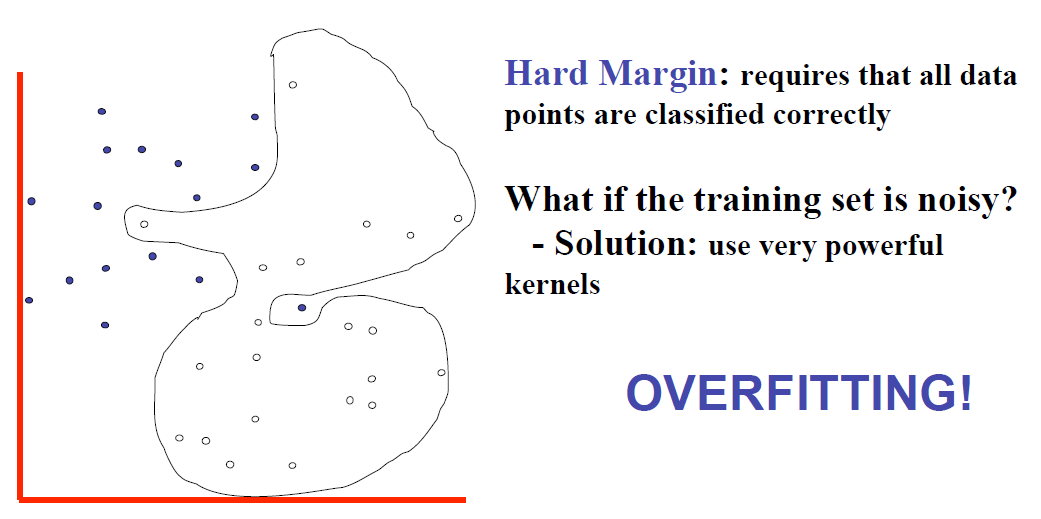 Hard Margin: requires that all data
points are classified correctly
What if the training set is noisy?
- Solution: use very powerful
kernels
OVERFITTING!